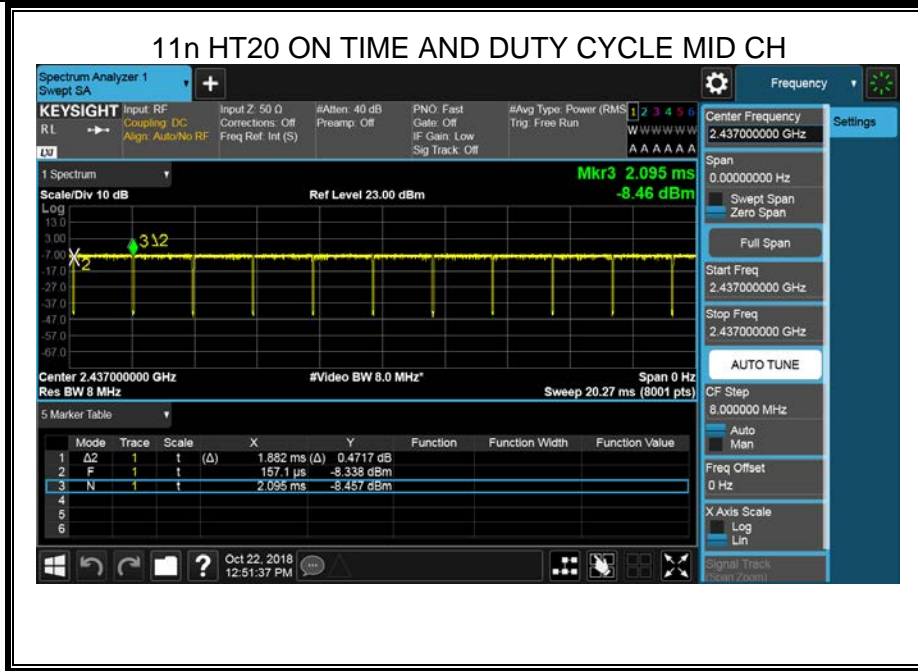 11n HT20 ON TIME AND DUTY CYCLE MID CH
Spectrum Analyzer 1
Swept SA
+
Frequency
KEYSIGHT
RL
LXI
Input: RF
Coupling: DC
Align: Auto/No RF
Input Z: 50 Ω
Corrections: Off
Freq Ref: Int (S)
#Atten: 40 dB
Preamp: Off
PNO: Fast
Gate: Off
IF Gain: Low
Sig Track: Off
#Avg Type: Power (RMS
Trig: Free Run
1 2 3 4 5 6
W W W W W W
A A A A A A
Center Frequency
2.437000000 GHz
Settings
Span
0.00000000 Hz
Swept Span
Zero Span
Full Span
Start Freq
2.437000000 GHz
Stop Freq
2.437000000 GHz
AUTO TUNE
CF Step
8.000000 MHz
Auto
Man
Freq Offset
0 Hz
X Axis Scale
Log
Lin
Signal Track
(Span Zoom)
1 Spectrum
Mkr3 2.095 ms
Scale/Div 10 dB
Ref Level 23.00 dBm
-8.46 dBm
Log
13.0
3.00
-7.00
-17.0
-27.0
-37.0
-47.0
-57.0
-67.0
X2
3Δ2
Center 2.437000000 GHz
#Video BW 8.0 MHz*
Span 0 Hz
Res BW 8 MHz
Sweep 20.27 ms (8001 pts)
5 Marker Table
Mode Trace Scale X Y Function Function Width Function Value
1 Δ2 1 t (Δ) 1.882 ms (Δ) 0.4717 dB
2 F 1 t 157.1 µs -8.338 dBm
3 N 1 t 2.095 ms -8.457 dBm
4
5
6
?
Oct 22, 2018
12:51:37 PM